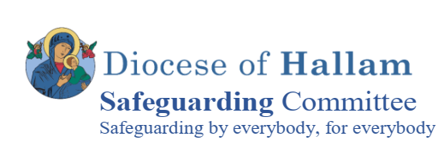 Diocese of Hallam
Safeguarding Committee
Safeguarding by everybody, for everybody